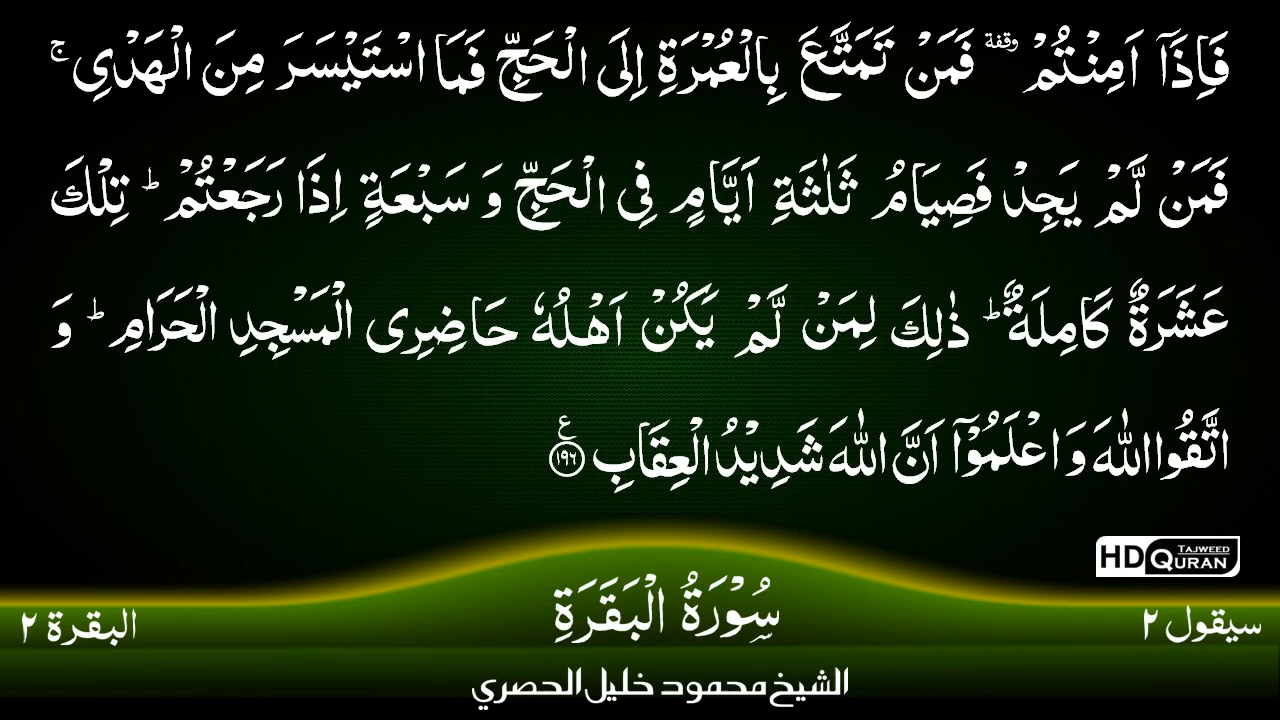 فَاِذَآ اَمِنْتُمْ ۥوقفة فَمَنْ تَمَتَّعَ بِالْعُمْرَةِ اِلَى الْحَجِّ فَمَا اسْتَيْسَرَ مِنَ الْهَدْيِ ۚ
فَمَنْ لَّمْ يَجِدْ فَصِيَامُ ثَلٰثَةِ اَيَّامٍ فِى الْحَجِّ وَ سَبْعَةٍ اِذَا رَجَعْتُمْ ؕ تِلْكَ
عَشَرَةٌ كَامِلَةٌ ؕ ذٰلِكَ لِمَنْ لَّمْ يَكُنْ اَهْلُهٗ حَاضِرِى الْمَسْجِدِ الْحَرَامِ ؕ وَ
اتَّقُوا اللّٰهَ وَ اعْلَمُوْٓا اَنَّ اللّٰهَ شَدِيْدُ الْعِقَابِ ع ١٩٦
HD TAJWEED QURAN
سُوْرَةُ الْبَقَرَةِ
سيقول ٢
البقرة ٢
الشيخ محمود خليل الحصري